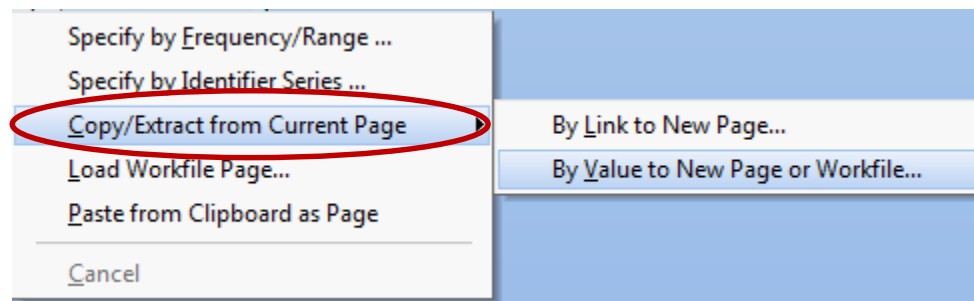 Specify by Frequency/Range ...
Specify by Identifier Series ...
Copy/Extract from Current Page
By Link to New Page...
Load Workfile Page...
By Value to New Page or Workfile...
Paste from Clipboard as Page
Cancel